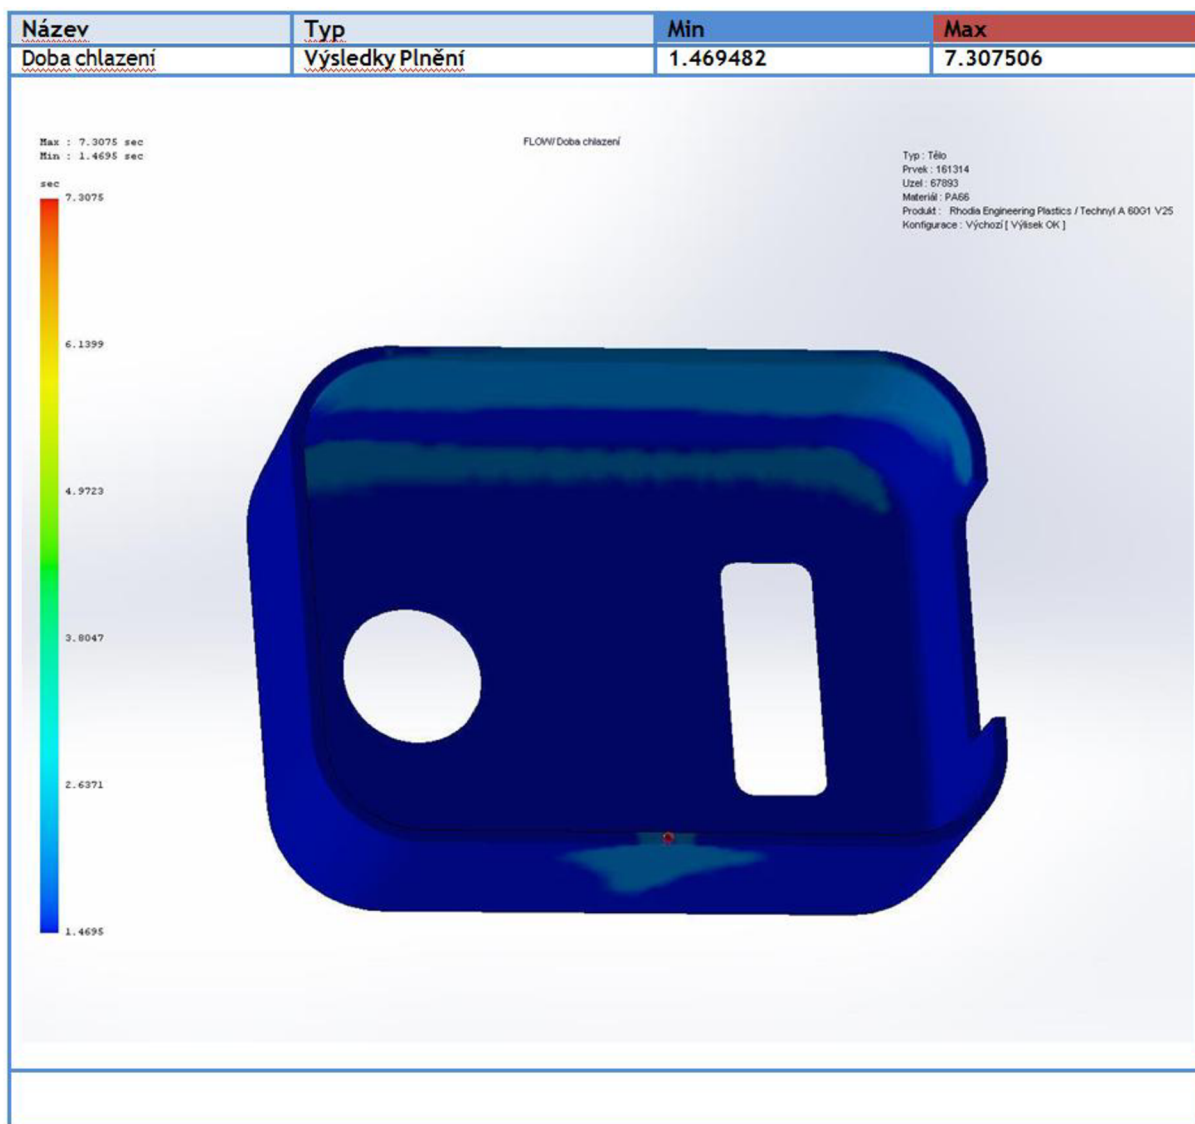 Název Typ Min Max
Doba chlazení Výsledky Plnění 1.469482 7.307506
Max : 7.3075 sec
Min : 1.4695 sec
FLOW/Doba chlazení
Typ : Tělo
Prvek : 161314
Uzel : 67893
Materiál : PA66
Produkt : Rhodia Engineering Plastics / Technyl A 60G1 V25
Konfigurace : Výchozí [ Výlisek OK ]
sec
7.3075
6.1399
4.9723
3.8047
2.6371
1.4695